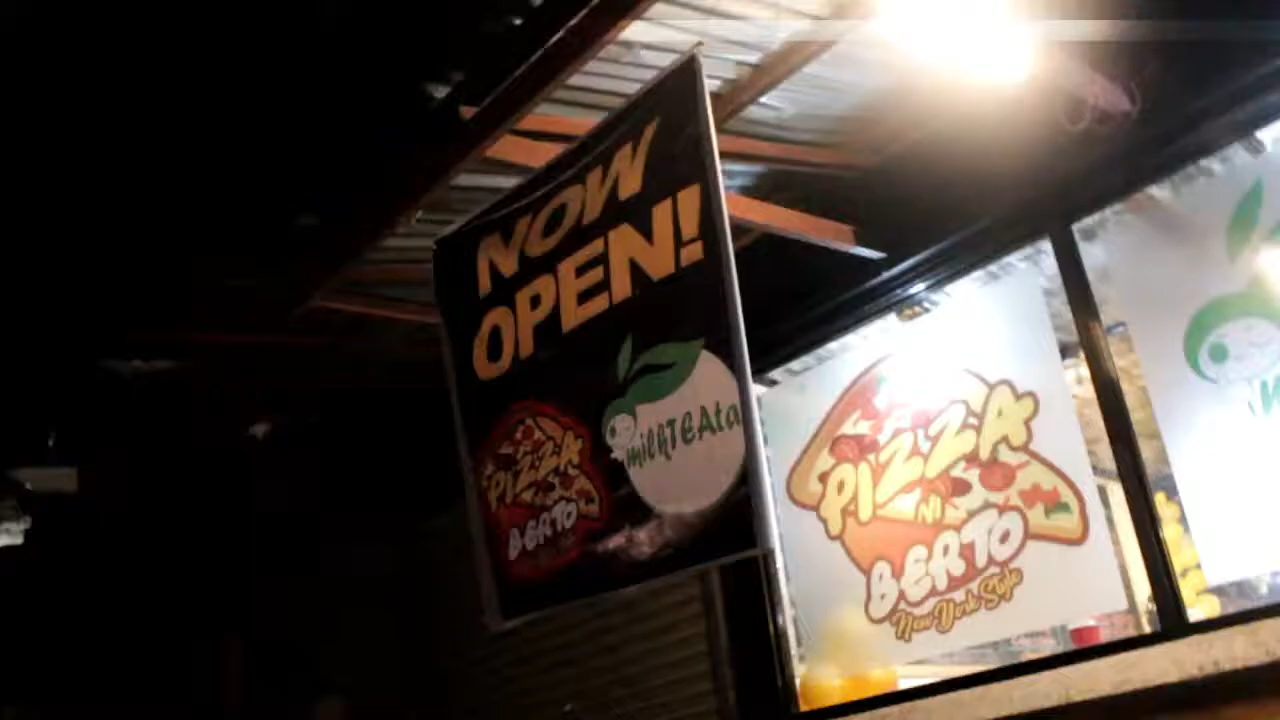 NOW
OPEN!
PIZZA
BERTO
milkTEAta
PIZZA
NI
BERTO
New York Style